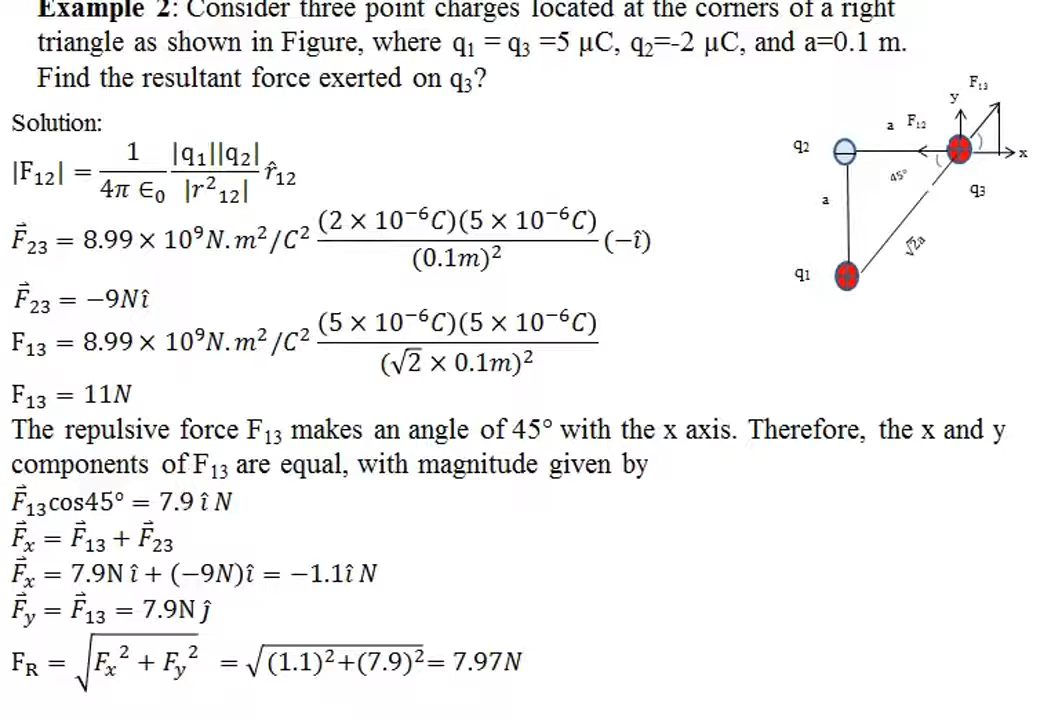 Example 2: Consider three point charges located at the corners of a right
triangle as shown in Figure, where q₁ = q₃ =5 μC, q₂=-2 μC, and a=0.1 m.
Find the resultant force exerted on q₃?
Solution:
|F₁₂| = 1/(4π ∈₀) |q₁||q₂|/|r²₁₂| r̂₁₂
F⃗₂₃ = 8.99 × 10⁹N.m²/C² (2 × 10⁻⁶C)(5 × 10⁻⁶C)/(0.1m)² (−î)
F⃗₂₃ = −9Nî
F₁₃ = 8.99 × 10⁹N.m²/C² (5 × 10⁻⁶C)(5 × 10⁻⁶C)/(√2 × 0.1m)²
F₁₃ = 11N
The repulsive force F₁₃ makes an angle of 45° with the x axis. Therefore, the x and y
components of F₁₃ are equal, with magnitude given by
F⃗₁₃cos45° = 7.9 î N
F⃗ₓ = F⃗₁₃ + F⃗₂₃
F⃗ₓ = 7.9N î + (−9N)î = −1.1î N
F⃗_y = F⃗₁₃ = 7.9N ĵ
F_R = √(Fₓ² + F_y²) = √((1.1)²+(7.9)²)= 7.97N
F₁₃
y
a F₁₂
q₂
x
45°
q₃
a
√2a
q₁